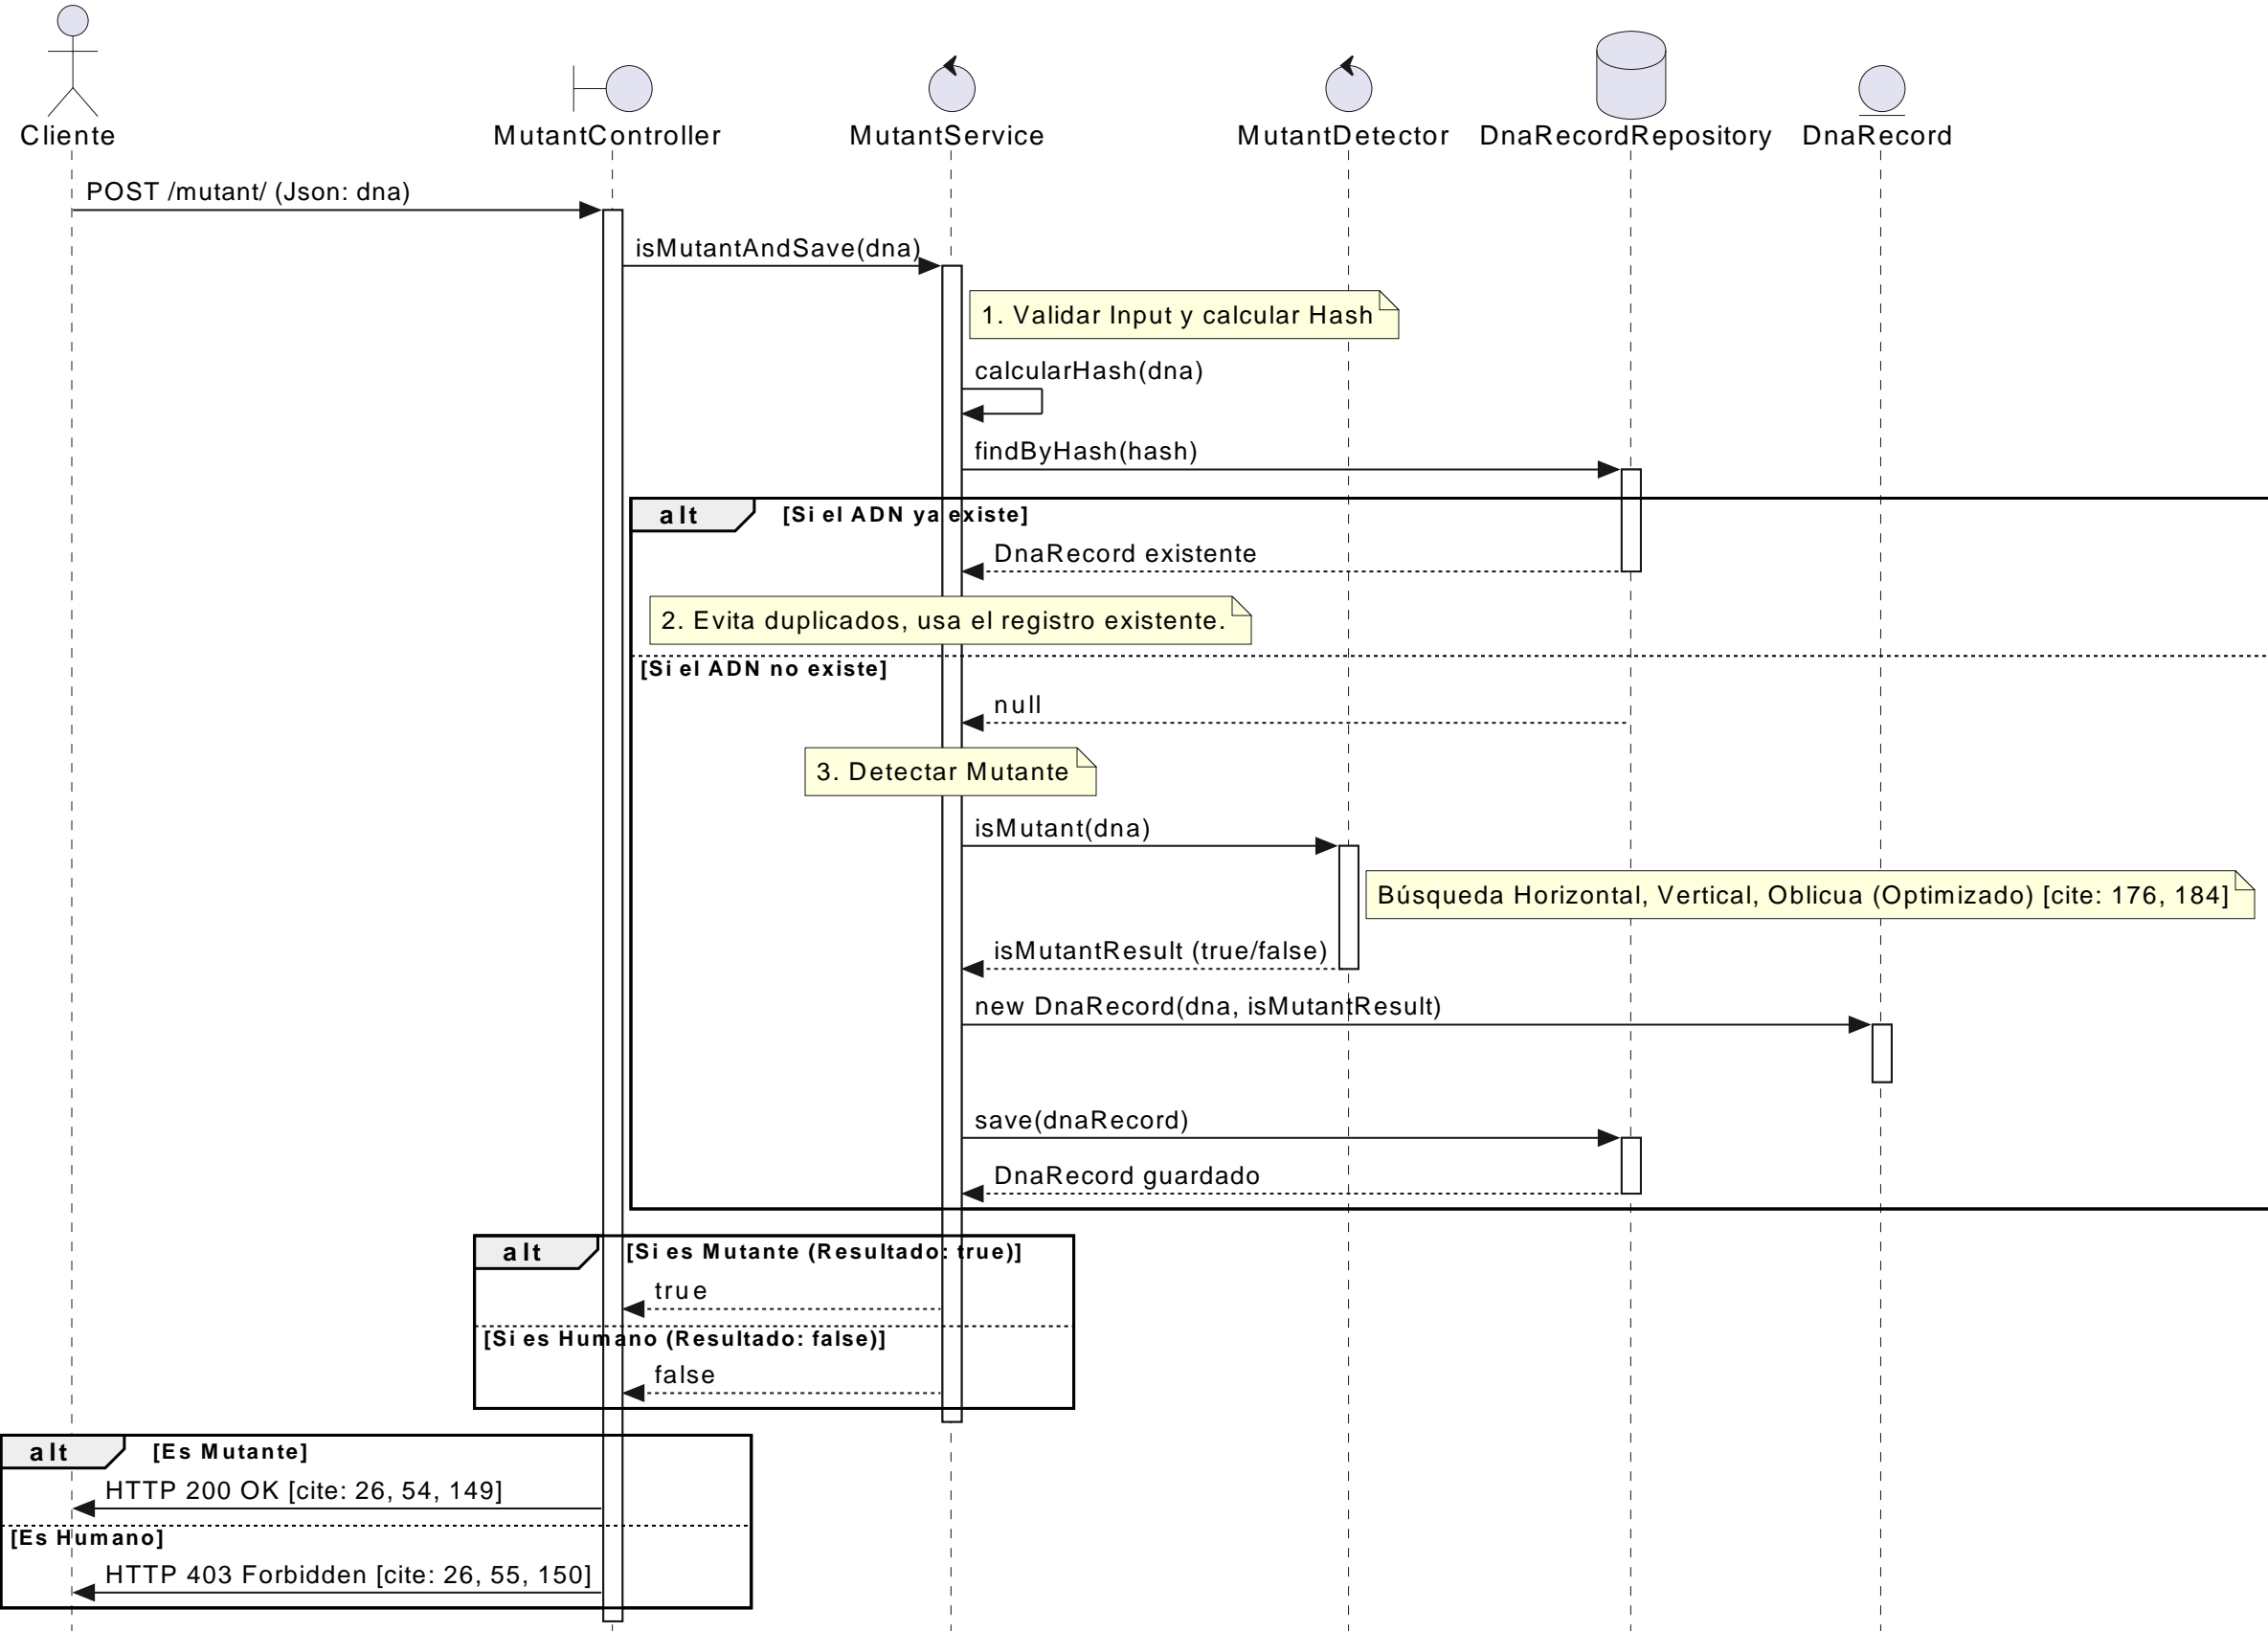 Cliente
MutantController
MutantService
MutantDetector
DnaRecordRepository
DnaRecord
POST /mutant/ (Json: dna)
isMutantAndSave(dna)
1. Validar Input y calcular Hash
calcularHash(dna)
findByHash(hash)
alt [Si el ADN ya existe]
DnaRecord existente
2. Evita duplicados, usa el registro existente.
[Si el ADN no existe]
null
3. Detectar Mutante
isMutant(dna)
Búsqueda Horizontal, Vertical, Oblicua (Optimizado) [cite: 176, 184]
isMutantResult (true/false)
new DnaRecord(dna, isMutantResult)
save(dnaRecord)
DnaRecord guardado
alt [Si es Mutante (Resultado: true)]
true
[Si es Humano (Resultado: false)]
false
alt [Es Mutante]
HTTP 200 OK [cite: 26, 54, 149]
[Es Humano]
HTTP 403 Forbidden [cite: 26, 55, 150]